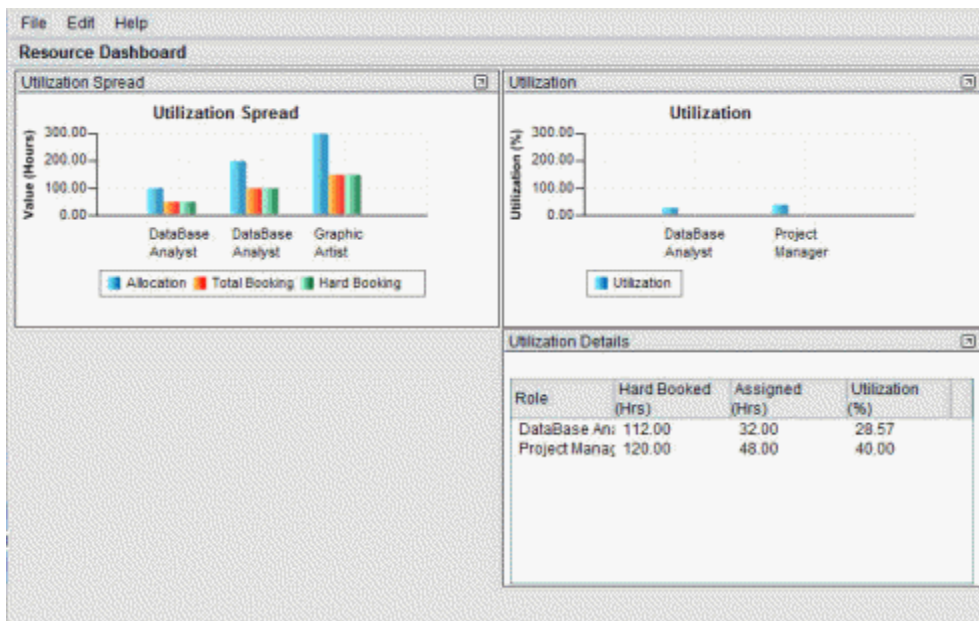 File Edit Help
Resource Dashboard
Utilization Spread
Utilization Spread
Value (Hours)
300.00
200.00
100.00
0.00
DataBase Analyst
DataBase Analyst
Graphic Artist
Allocation Total Booking Hard Booking
Utilization
Utilization
Utilization (%)
300.00
200.00
100.00
0.00
DataBase Analyst
Project Manager
Utilization
Utilization Details
Role Hard Booked (Hrs) Assigned (Hrs) Utilization (%)
DataBase Ana 112.00 32.00 28.57
Project Manag 120.00 48.00 40.00